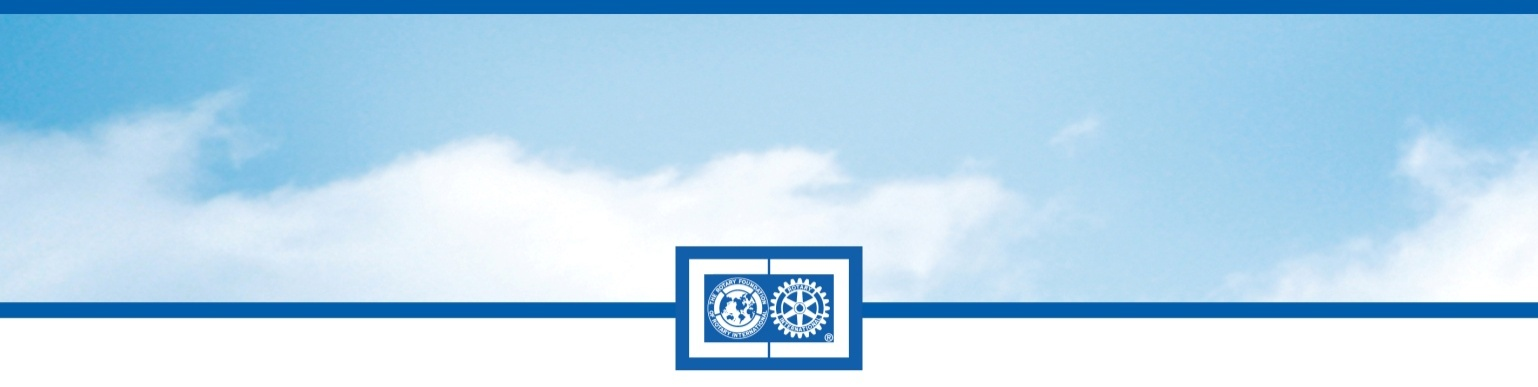 THE ROTARY FOUNDATION
OF ROTARY INTERNATIONAL
ROTARY
INTERNATIONAL
®